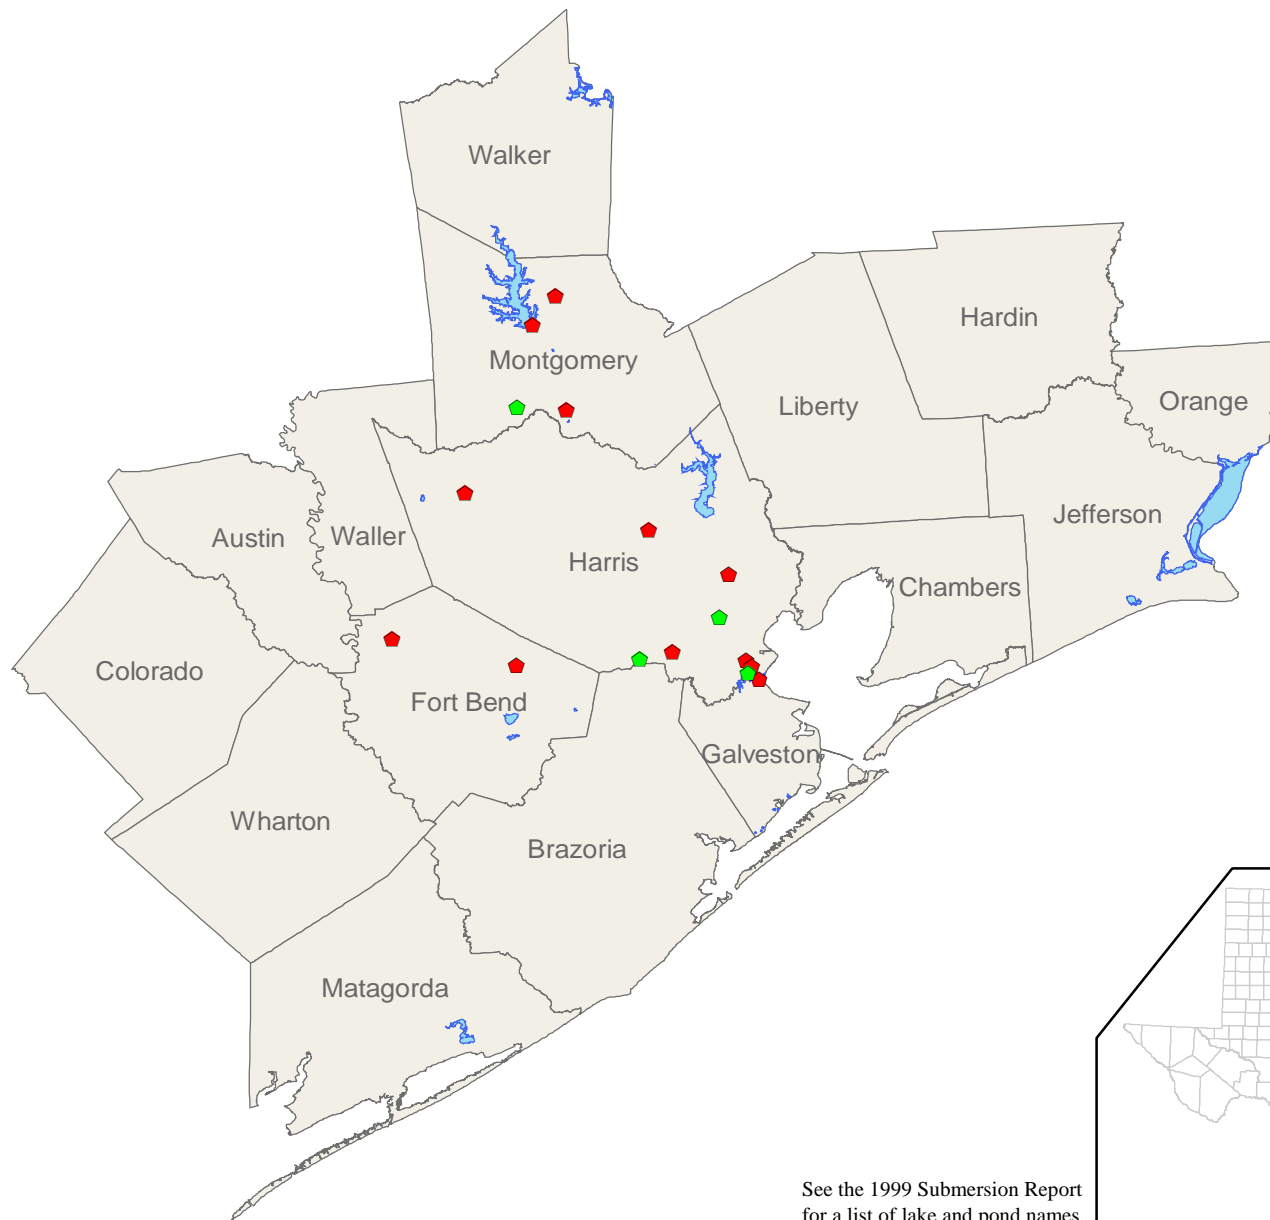 Walker
Hardin
Montgomery
Orange
Liberty
Jefferson
Austin
Waller
Harris
Chambers
Colorado
Fort Bend
Galveston
Wharton
Brazoria
Matagorda
See the 1999 Submersion Report
for a list of lake and pond names